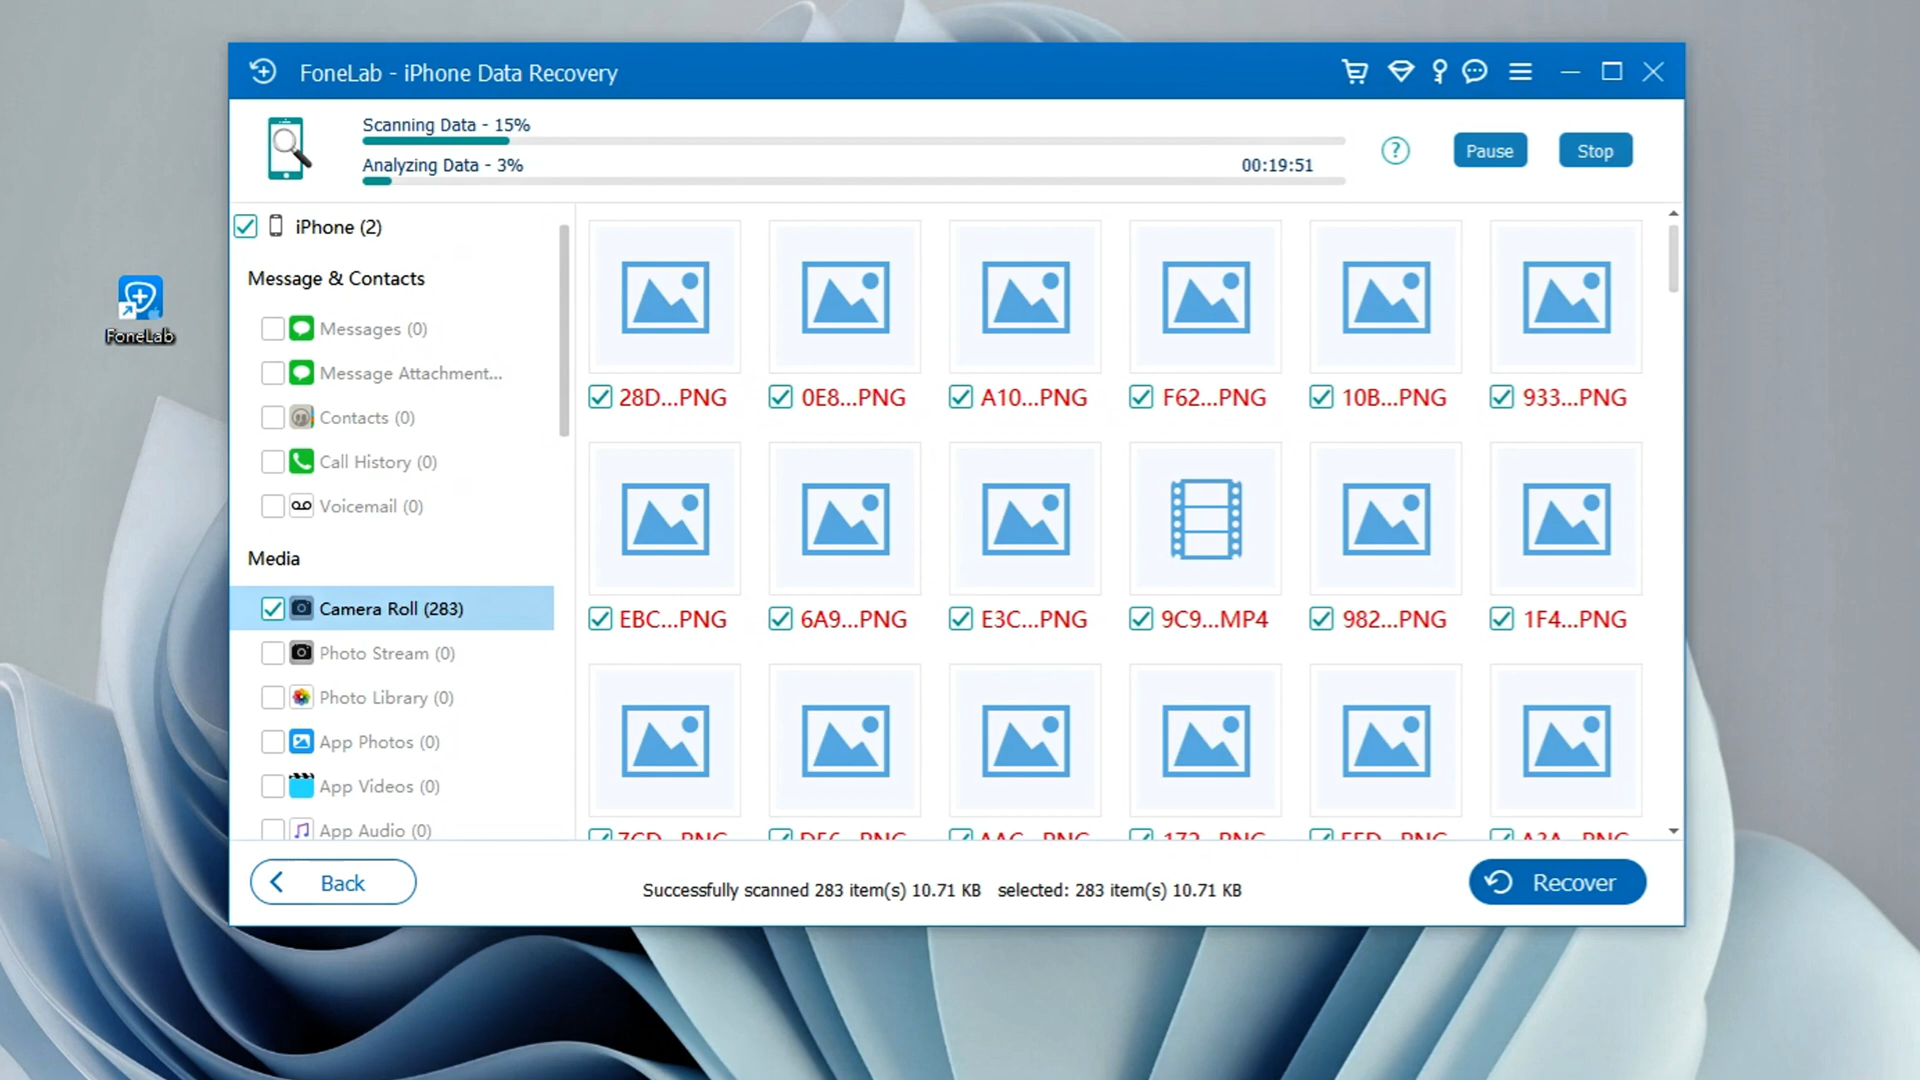 FoneLab - iPhone Data Recovery
Scanning Data - 15%
Analyzing Data - 3%
00:19:51
?
Pause
Stop
iPhone (2)
Message & Contacts
Messages (0)
Message Attachment...
Contacts (0)
Call History (0)
Voicemail (0)
Media
Camera Roll (283)
Photo Stream (0)
Photo Library (0)
App Photos (0)
App Videos (0)
App Audio (0)
28D...PNG
0E8...PNG
A10...PNG
F62...PNG
10B...PNG
933...PNG
EBC...PNG
6A9...PNG
E3C...PNG
9C9...MP4
982...PNG
1F4...PNG
FoneLab
Back
Successfully scanned 283 item(s) 10.71 KB selected: 283 item(s) 10.71 KB
Recover